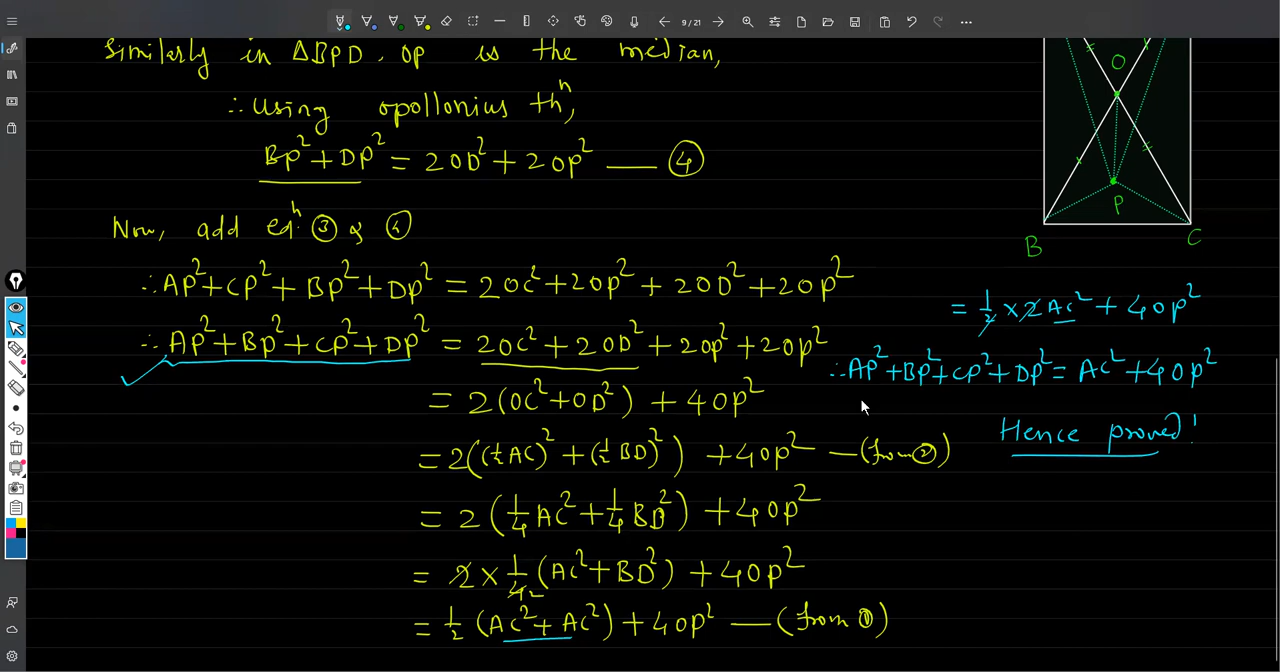 9 / 21
Similarly in ΔBPD, OP is the median,
∴ Using opollonius thⁿ,
BP² + DP² = 2OD² + 2OP² —— ④
Now, add eqⁿ. ③ & ④
∴ AP² + CP² + BP² + DP² = 2OC² + 2OP² + 2OD² + 2OP²
∴ AP² + BP² + CP² + DP² = 2OC² + 2OD² + 2OP² + 2OP²
= 2(OC² + OD²) + 4OP²
= 2((½AC)² + (½BD)²) + 4OP² — (from ②)
= 2(¼AC² + ¼BD²) + 4OP²
= 2 × 1/4 2 (AC² + BD²) + 4OP²
= ½ (AC² + AC²) + 4OP² — (from ①)
= ½ × 2AC² + 4OP²
∴ AP² + BP² + CP² + DP² = AC² + 4OP²
Hence proved!
O
P
B
C